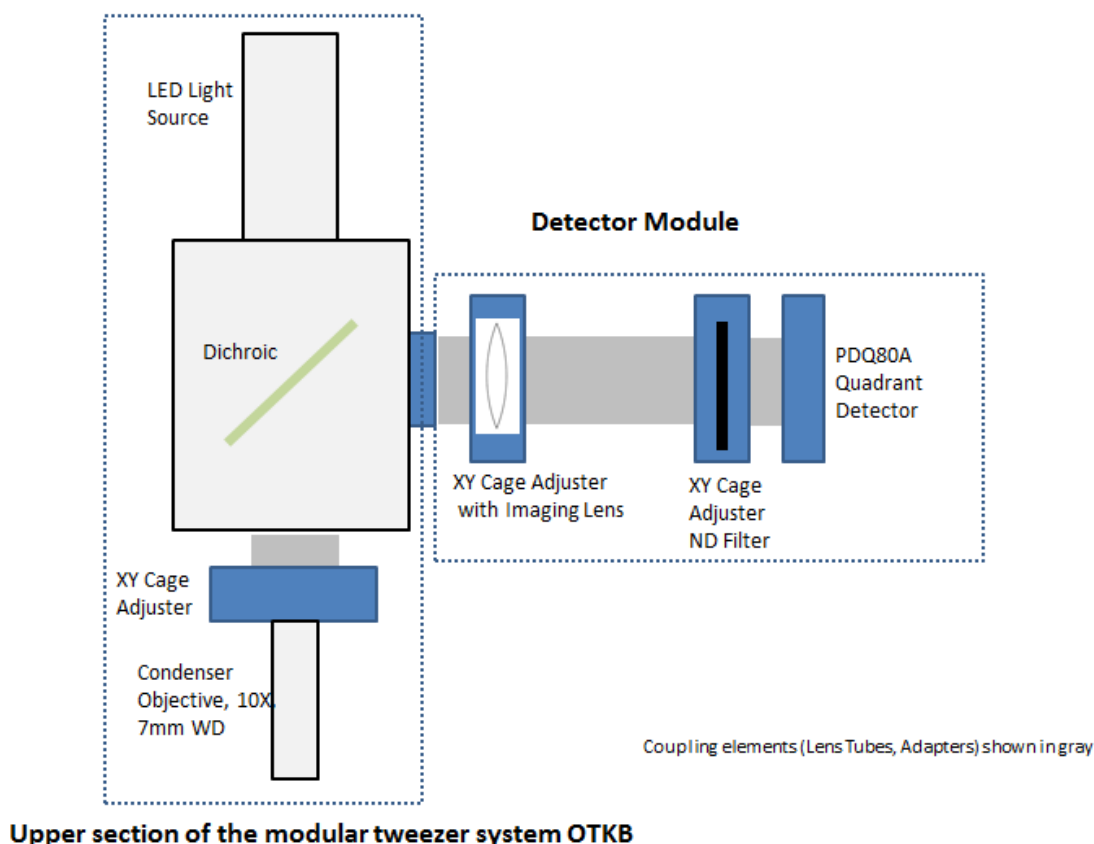 LED Light
Source
Detector Module
Dichroic
PDQ80A
Quadrant
Detector
XY Cage Adjuster
with Imaging Lens
XY Cage
Adjuster
ND Filter
XY Cage
Adjuster
Condenser
Objective, 10X,
7mm WD
Coupling elements (Lens Tubes, Adapters) shown in gray
Upper section of the modular tweezer system OTKB